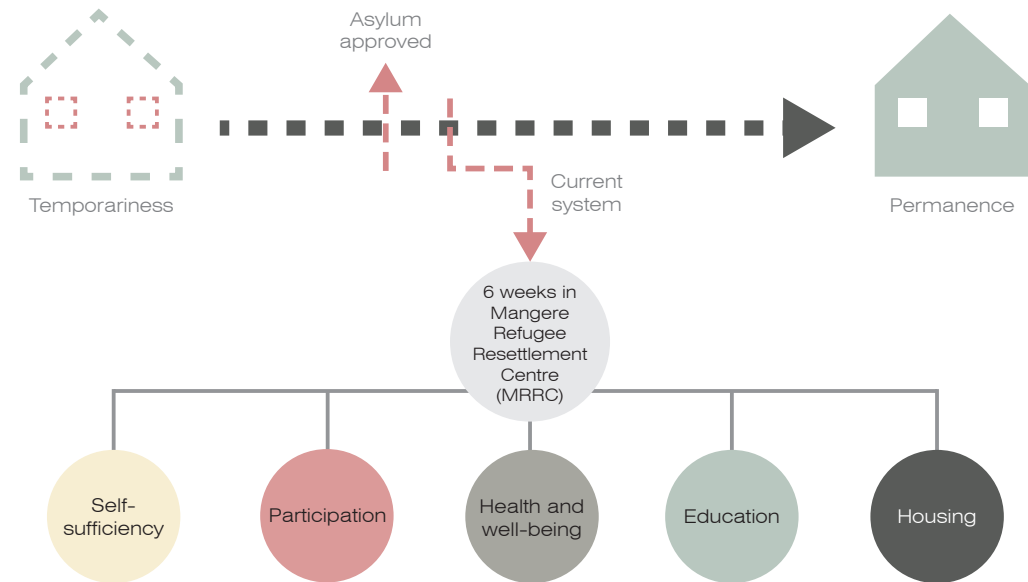 Asylum
approved
Temporariness
Current
system
Permanence
6 weeks in
Mangere
Refugee
Resettlement
Centre
(MRRC)
Self-
sufficiency
Participation
Health and
well-being
Education
Housing